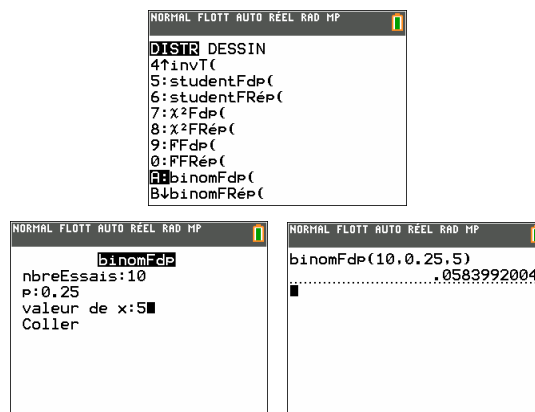 NORMAL FLOTT AUTO RÉEL RAD MP
DISTR DESSIN
4↑invT(
5:studentFdp(
6:studentFRép(
7:χ²Fdp(
8:χ²FRép(
9:FFdp(
0:FFRép(
A:binomFdp(
B↓binomFRép(
NORMAL FLOTT AUTO RÉEL RAD MP
binomFdp
nbreEssais:10
p:0.25
valeur de x:5
Coller
NORMAL FLOTT AUTO RÉEL RAD MP
binomFdp(10,0.25,5)
.0583992004